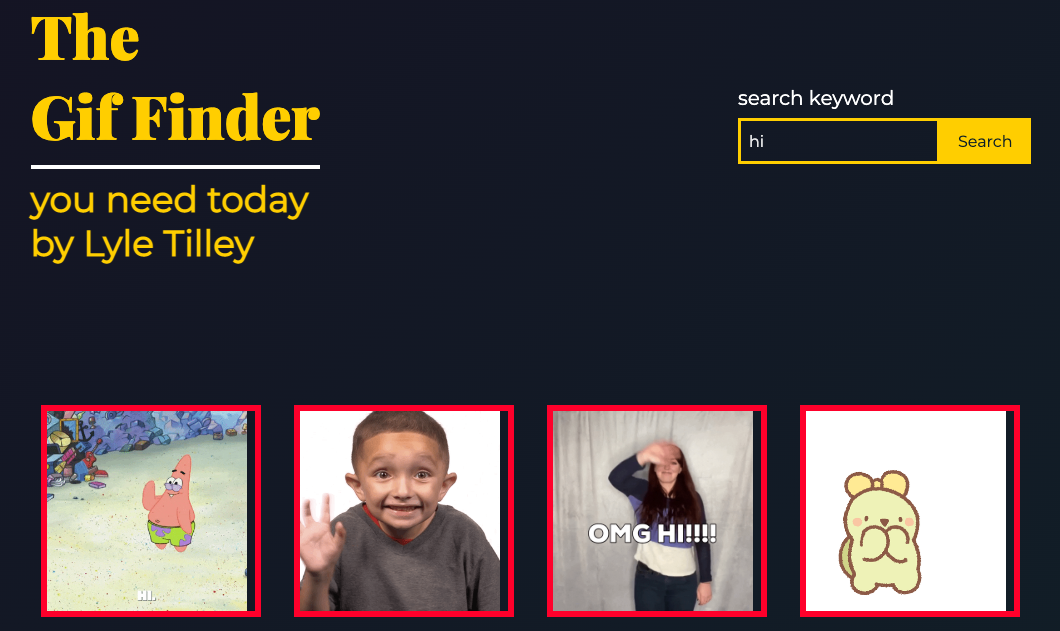 The
Gif Finder
you need today
by Lyle Tilley
search keyword
hi
Search
HI.
OMG HI!!!!